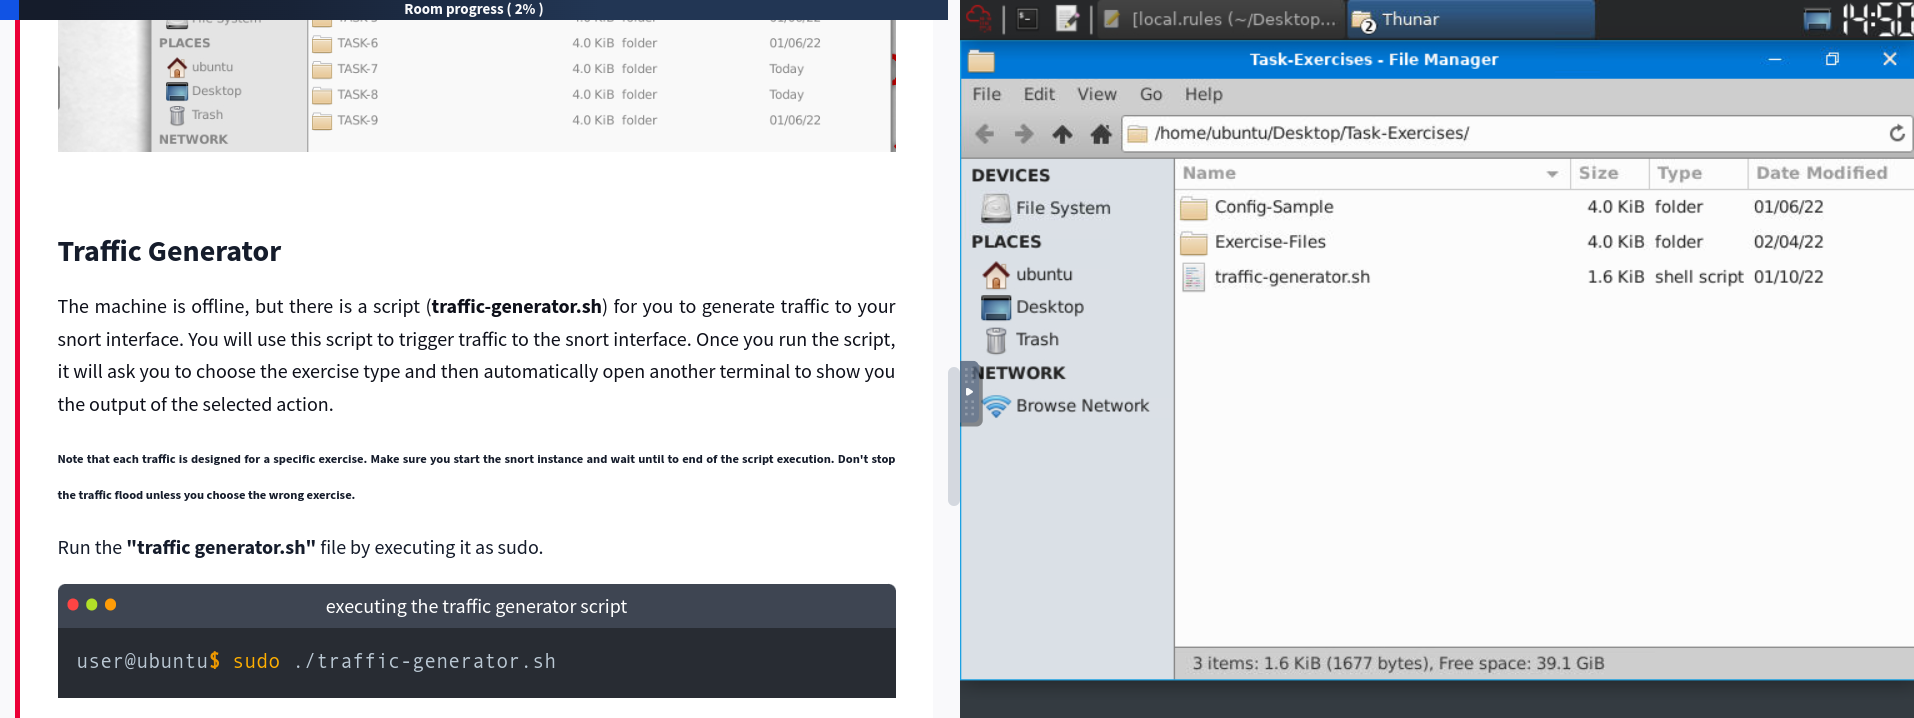 Room progress ( 2% )
File System
TASK-5 4.0 KiB folder 01/06/22
PLACES
TASK-6 4.0 KiB folder 01/06/22
ubuntu
TASK-7 4.0 KiB folder Today
Desktop
TASK-8 4.0 KiB folder Today
Trash
TASK-9 4.0 KiB folder 01/06/22
NETWORK
Traffic Generator
The machine is offline, but there is a script (traffic-generator.sh) for you to generate traffic to your
snort interface. You will use this script to trigger traffic to the snort interface. Once you run the script,
it will ask you to choose the exercise type and then automatically open another terminal to show you
the output of the selected action.
Note that each traffic is designed for a specific exercise. Make sure you start the snort instance and wait until to end of the script execution. Don't stop
the traffic flood unless you choose the wrong exercise.
Run the "traffic generator.sh" file by executing it as sudo.
executing the traffic generator script
user@ubuntu$ sudo ./traffic-generator.sh
[local.rules (~/Desktop...
2 Thunar
14:50
Task-Exercises - File Manager
File Edit View Go Help
/home/ubuntu/Desktop/Task-Exercises/
DEVICES
File System
PLACES
ubuntu
Desktop
Trash
NETWORK
Browse Network
Name Size Type Date Modified
Config-Sample 4.0 KiB folder 01/06/22
Exercise-Files 4.0 KiB folder 02/04/22
traffic-generator.sh 1.6 KiB shell script 01/10/22
3 items: 1.6 KiB (1677 bytes), Free space: 39.1 GiB